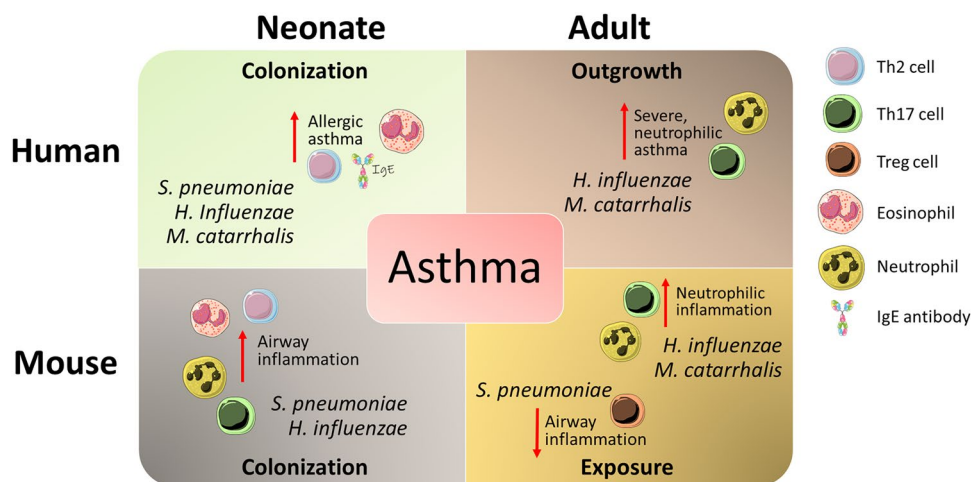 Neonate
Adult
Human
Mouse
Colonization
Allergic
asthma
IgE
S. pneumoniae
H. Influenzae
M. catarrhalis
Outgrowth
Severe,
neutrophilic
asthma
H. influenzae
M. catarrhalis
Asthma
Airway
inflammation
S. pneumoniae
H. influenzae
Colonization
Neutrophilic
inflammation
H. influenzae
M. catarrhalis
S. pneumoniae
Airway
inflammation
Exposure
Th2 cell
Th17 cell
Treg cell
Eosinophil
Neutrophil
IgE antibody